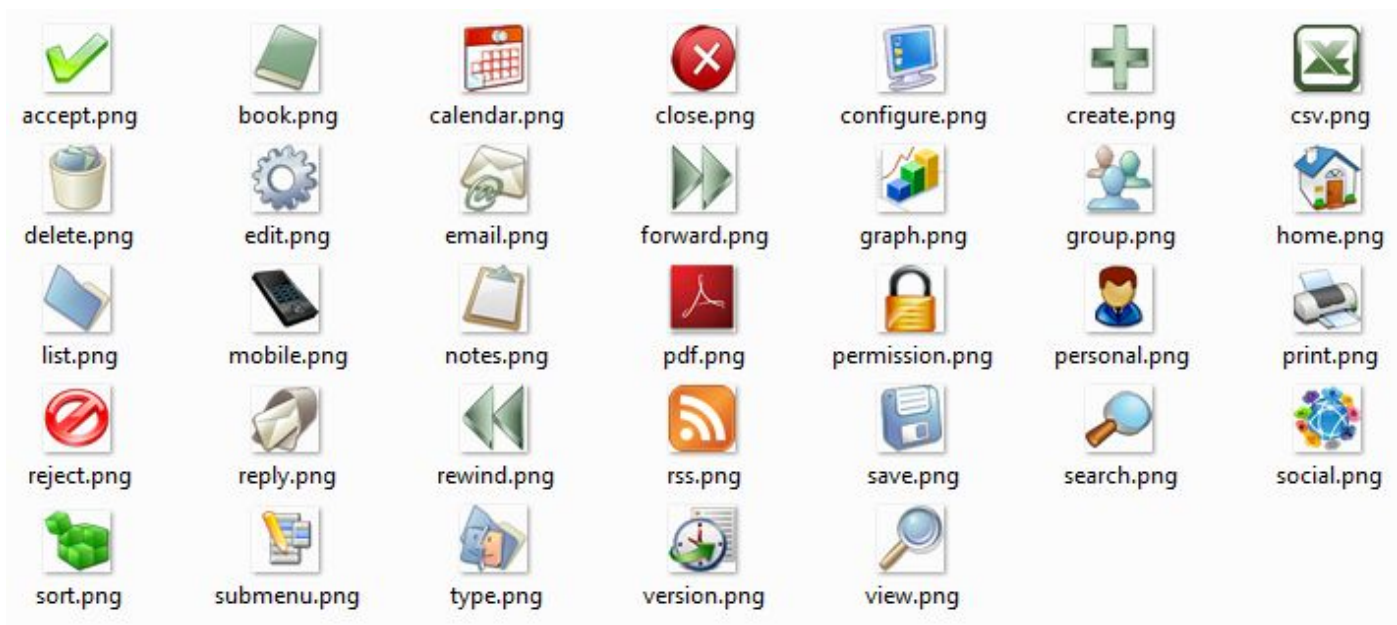 accept.png book.png calendar.png close.png configure.png create.png csv.png
delete.png edit.png email.png forward.png graph.png group.png home.png
list.png mobile.png notes.png pdf.png permission.png personal.png print.png
reject.png reply.png rewind.png rss.png save.png search.png social.png
sort.png submenu.png type.png version.png view.png